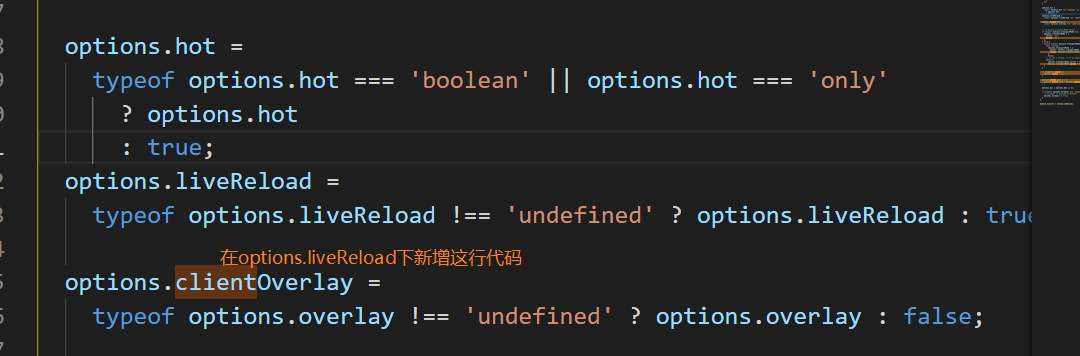 options.hot =
typeof options.hot === 'boolean' || options.hot === 'only'
? options.hot
: true;
options.liveReload =
typeof options.liveReload !== 'undefined' ? options.liveReload : true
在options.liveReload下新增这行代码
options.clientOverlay =
typeof options.overlay !== 'undefined' ? options.overlay : false;